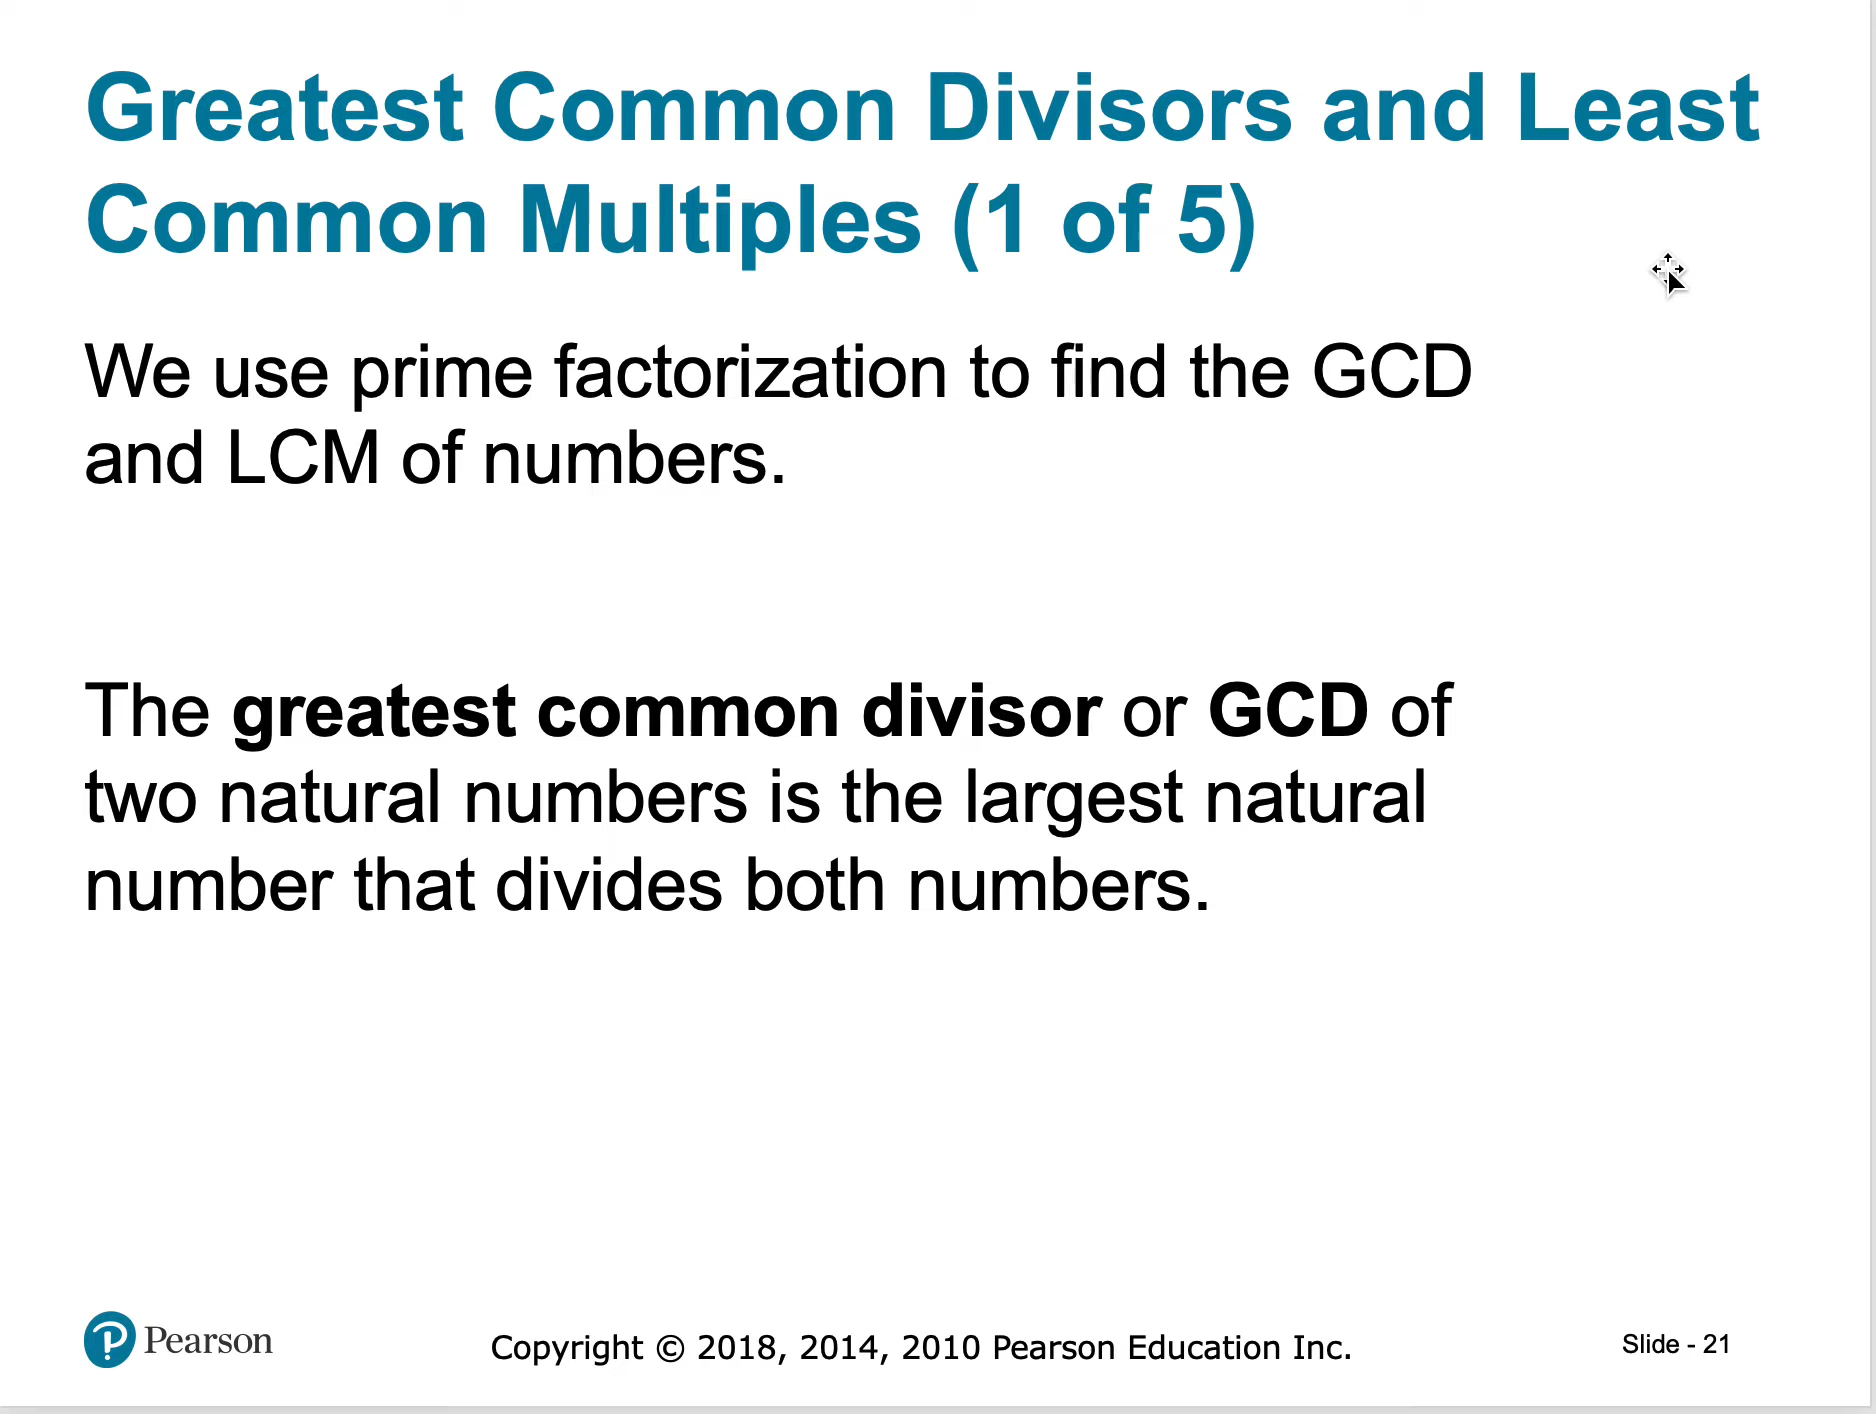 Greatest Common Divisors and Least
Common Multiples (1 of 5)
We use prime factorization to find the GCD
and LCM of numbers.
The greatest common divisor or GCD of
two natural numbers is the largest natural
number that divides both numbers.
Pearson
Copyright © 2018, 2014, 2010 Pearson Education Inc.
Slide - 21